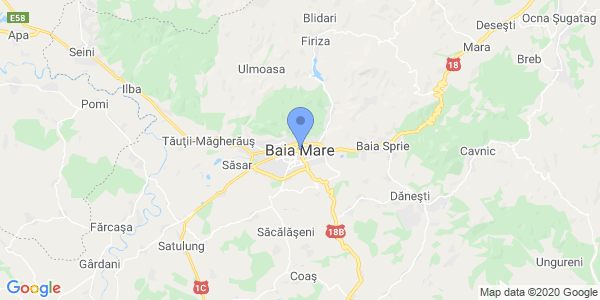 Blidari
Ocna Șugatag
E58
Desești
Apa
Firiza
Mara
Seini
Breb
Ulmoasa
18
Ilba
Pomi
Tăuții-Măgherăuș
Baia Mare
Baia Sprie
Cavnic
Săsar
Dănești
Fărcașa
Săcălășeni
18B
Satulung
Gârdani
Ungureni
Coaș
1C
Google
Map data ©2020 Google